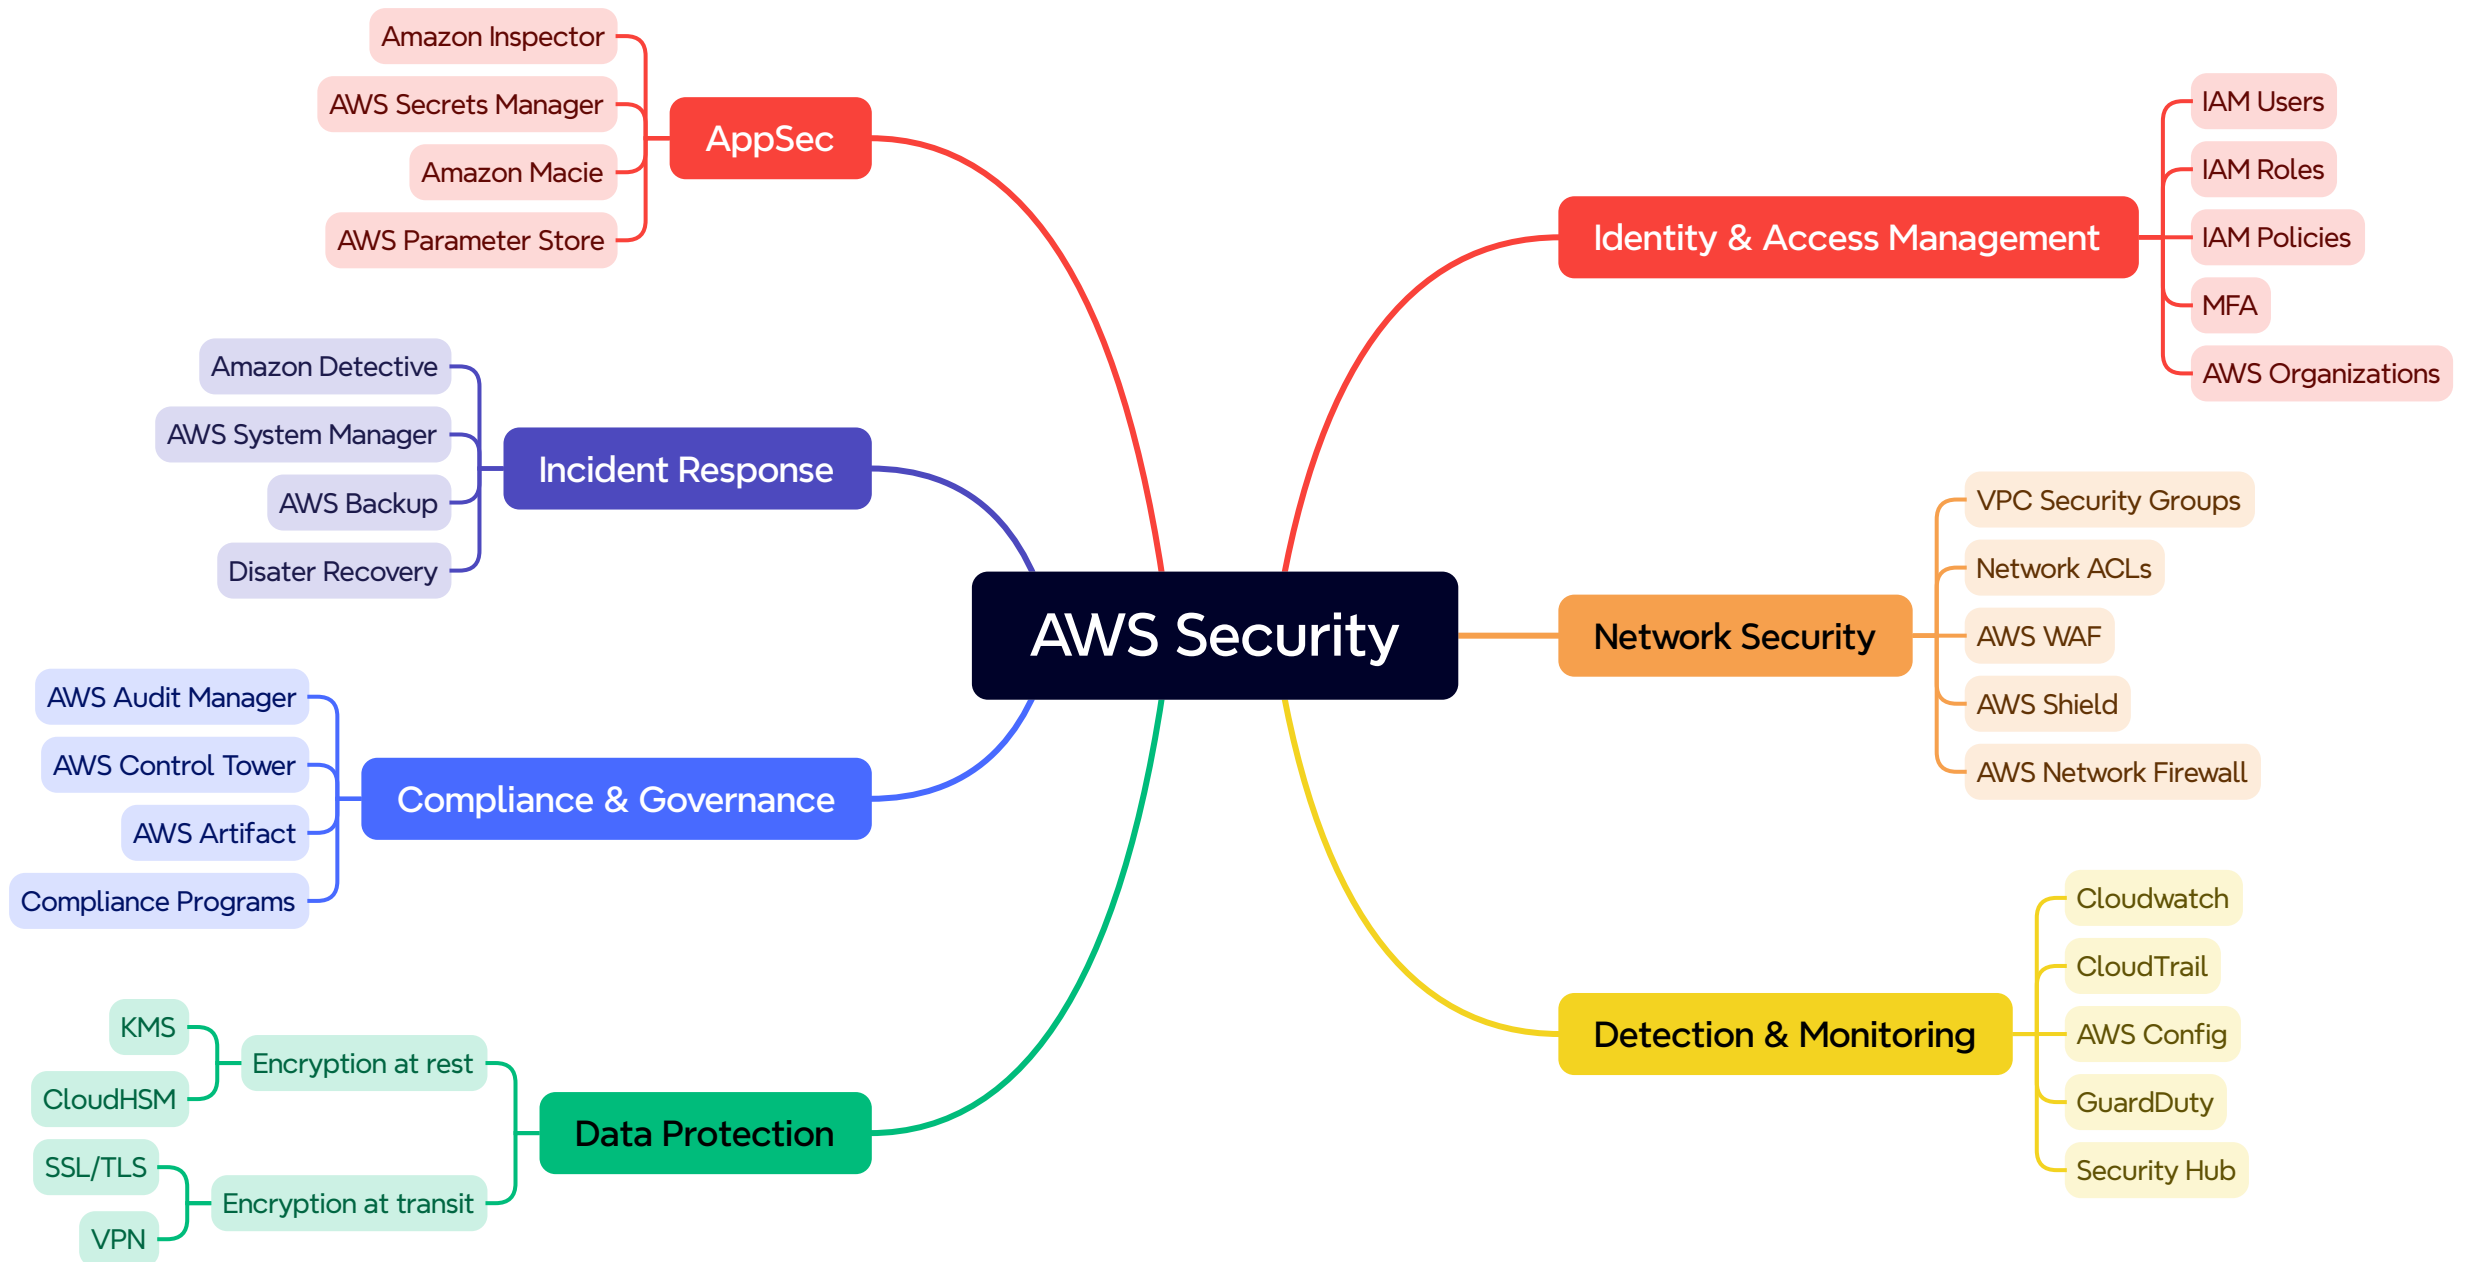 AWS Security
AppSec
Amazon Inspector
AWS Secrets Manager
Amazon Macie
AWS Parameter Store
Incident Response
Amazon Detective
AWS System Manager
AWS Backup
Disater Recovery
Compliance & Governance
AWS Audit Manager
AWS Control Tower
AWS Artifact
Compliance Programs
Data Protection
Encryption at rest
KMS
CloudHSM
Encryption at transit
SSL/TLS
VPN
Identity & Access Management
IAM Users
IAM Roles
IAM Policies
MFA
AWS Organizations
Network Security
VPC Security Groups
Network ACLs
AWS WAF
AWS Shield
AWS Network Firewall
Detection & Monitoring
Cloudwatch
CloudTrail
AWS Config
GuardDuty
Security Hub